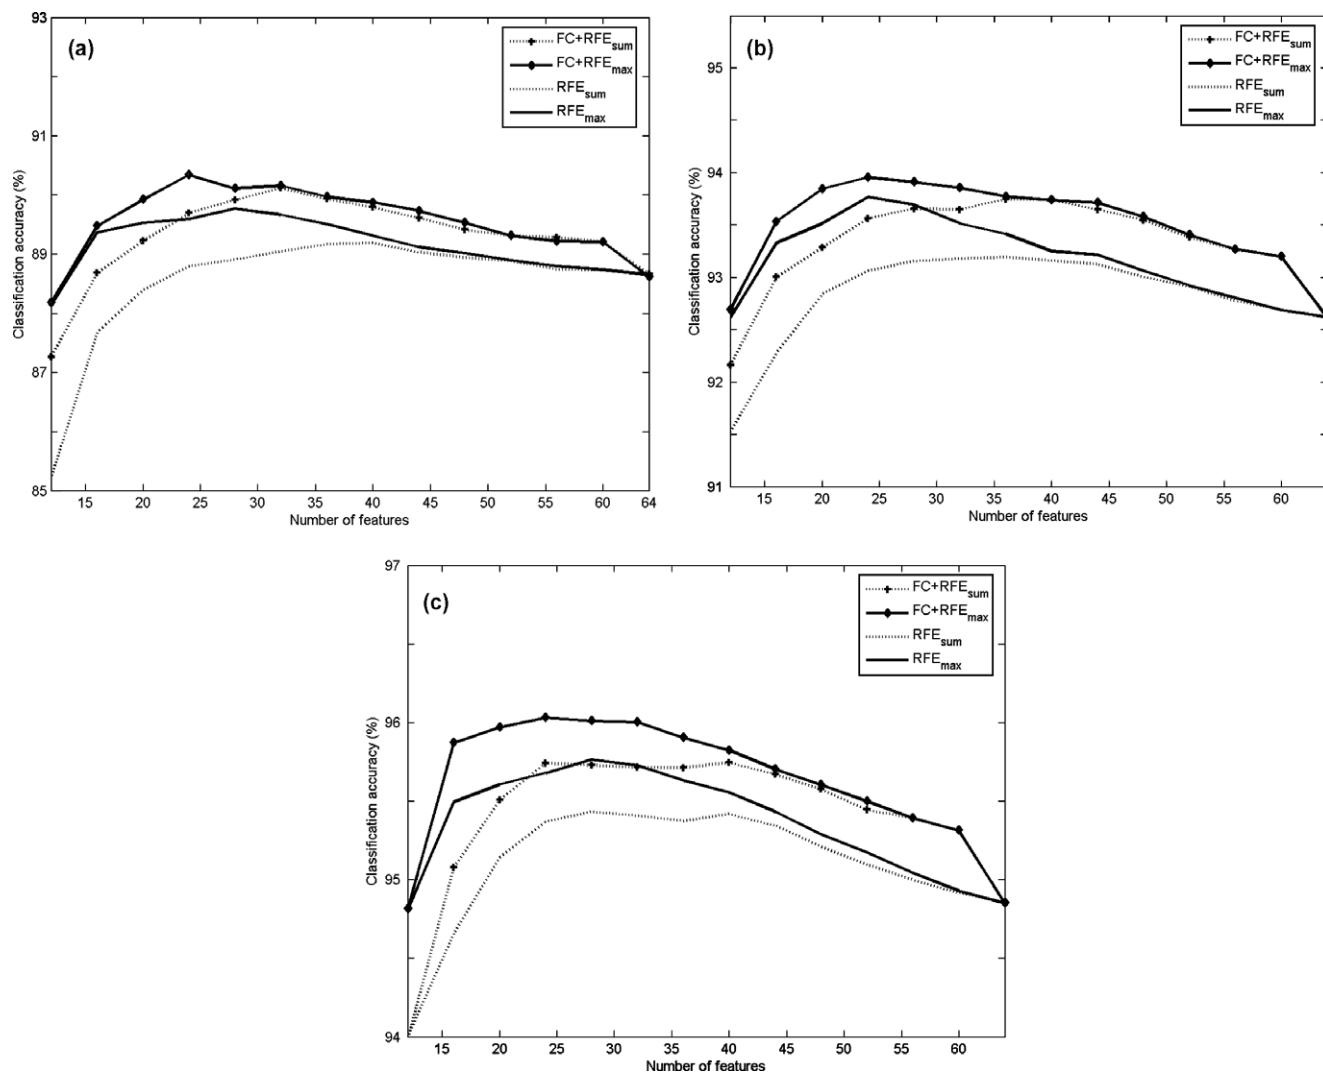 (a)
93
91
89
87
85
Classification accuracy (%)
15 20 25 30 35 40 45 50 55 60 64
Number of features
FC+RFEsum
FC+RFEmax
RFEsum
RFEmax
(b)
95
94
93
92
91
Classification accuracy (%)
15 20 25 30 35 40 45 50 55 60
Number of features
FC+RFEsum
FC+RFEmax
RFEsum
RFEmax
(c)
97
96
95
94
Classification accuracy (%)
15 20 25 30 35 40 45 50 55 60
Number of features
FC+RFEsum
FC+RFEmax
RFEsum
RFEmax